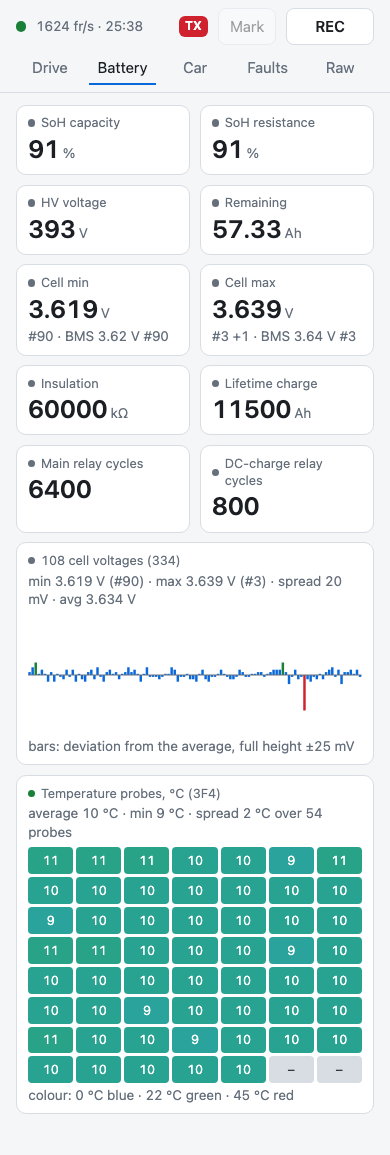 1624 fr/s · 25:38 TX Mark REC
Drive Battery Car Faults Raw
SoH capacity
91 %
SoH resistance
91 %
HV voltage
393 V
Remaining
57.33 Ah
Cell min
3.619 V
#90 · BMS 3.62 V #90
Cell max
3.639 V
#3 +1 · BMS 3.64 V #3
Insulation
60000 kΩ
Lifetime charge
11500 Ah
Main relay cycles
6400
DC-charge relay
cycles
800
108 cell voltages (334)
min 3.619 V (#90) · max 3.639 V (#3) · spread 20
mV · avg 3.634 V
bars: deviation from the average, full height ±25 mV
Temperature probes, °C (3F4)
average 10 °C · min 9 °C · spread 2 °C over 54
probes
11 11 11 10 10 9 11
10 10 10 10 10 10 10
9 10 10 10 10 10 10
11 11 10 10 10 9 10
10 10 10 10 10 10 10
10 10 9 10 10 10 10
11 10 10 9 10 10 10
10 10 10 10 10 – –
colour: 0 °C blue · 22 °C green · 45 °C red